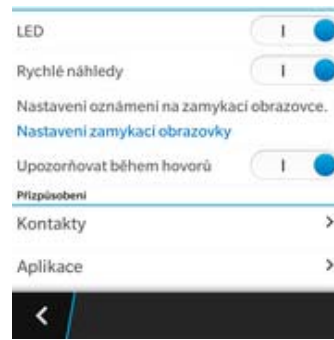 LED
Rychlé náhledy
Nastavení oznámení na zamykací obrazovce.
Nastavení zamykací obrazovky
Upozorňovat během hovorů
Přizpůsobení
Kontakty
Aplikace